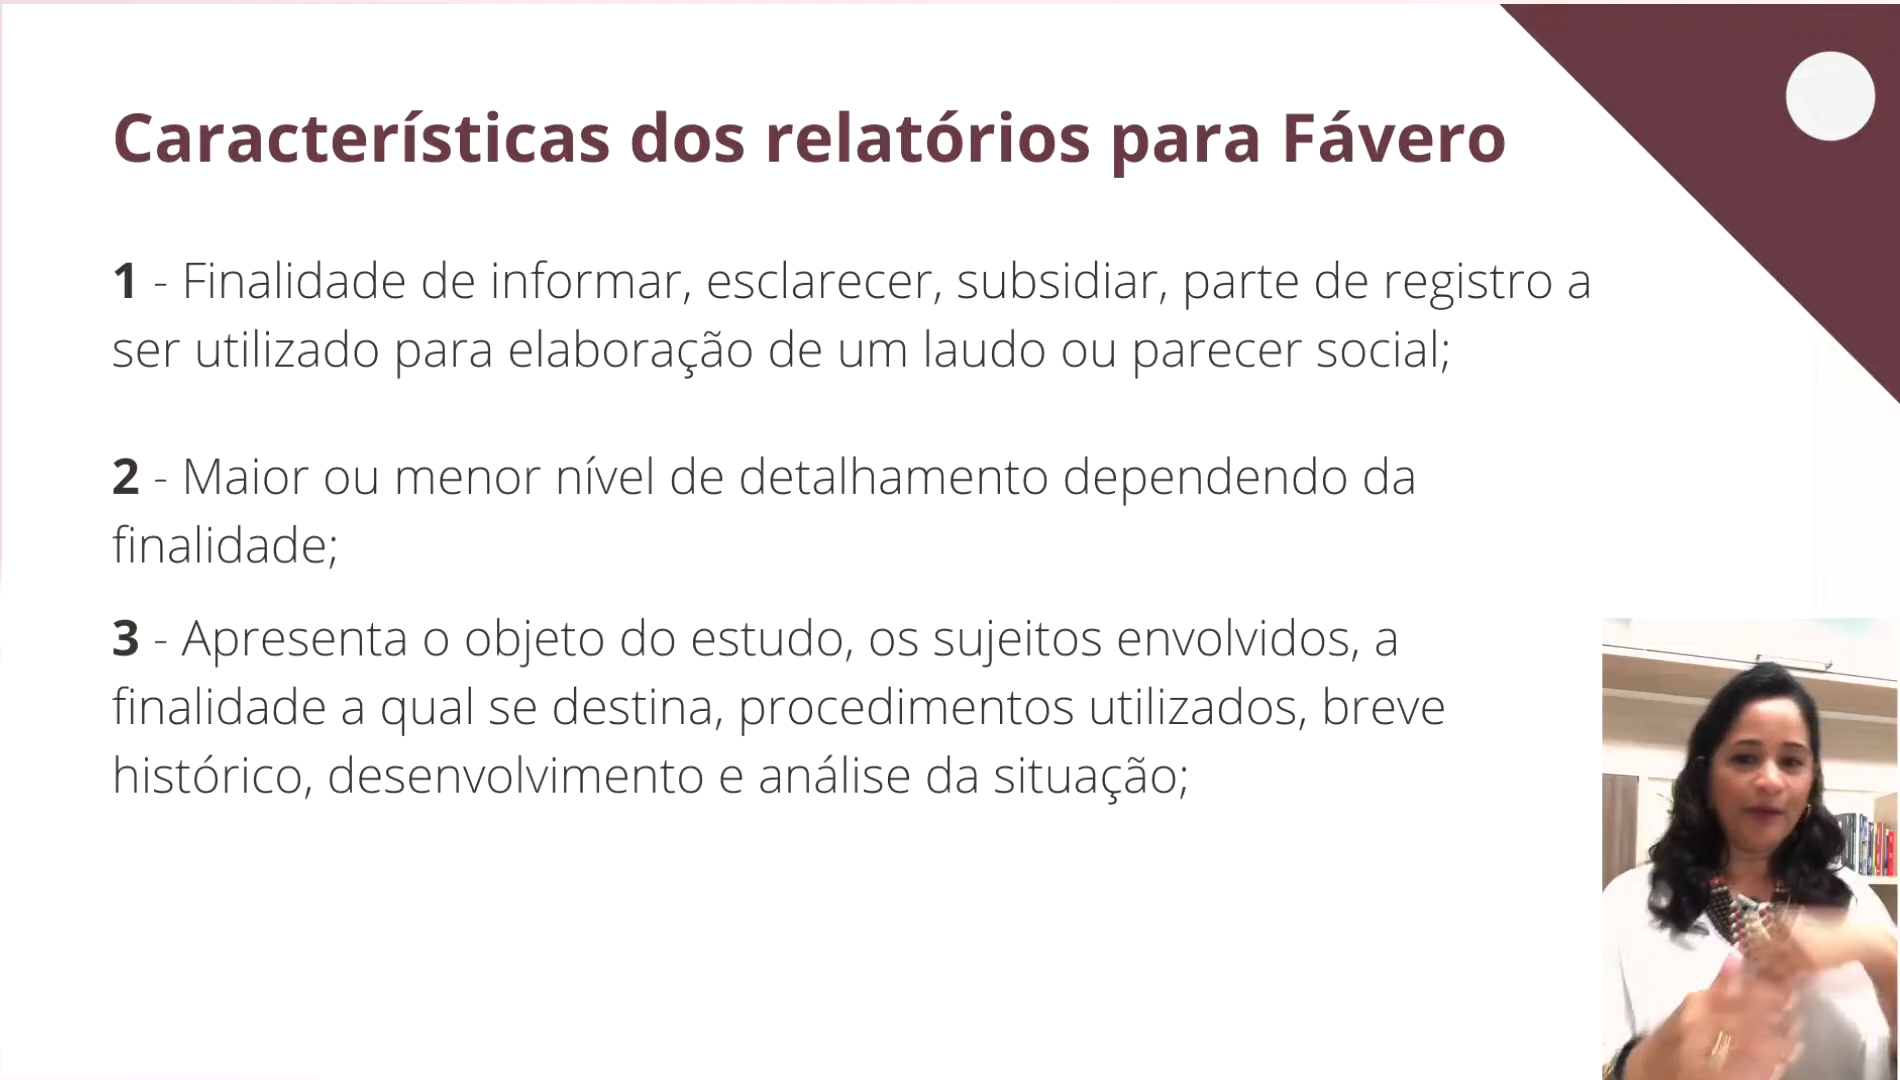 Características dos relatórios para Fávero
1 - Finalidade de informar, esclarecer, subsidiar, parte de registro a
ser utilizado para elaboração de um laudo ou parecer social;
2 - Maior ou menor nível de detalhamento dependendo da
finalidade;
3 - Apresenta o objeto do estudo, os sujeitos envolvidos, a
finalidade a qual se destina, procedimentos utilizados, breve
histórico, desenvolvimento e análise da situação;